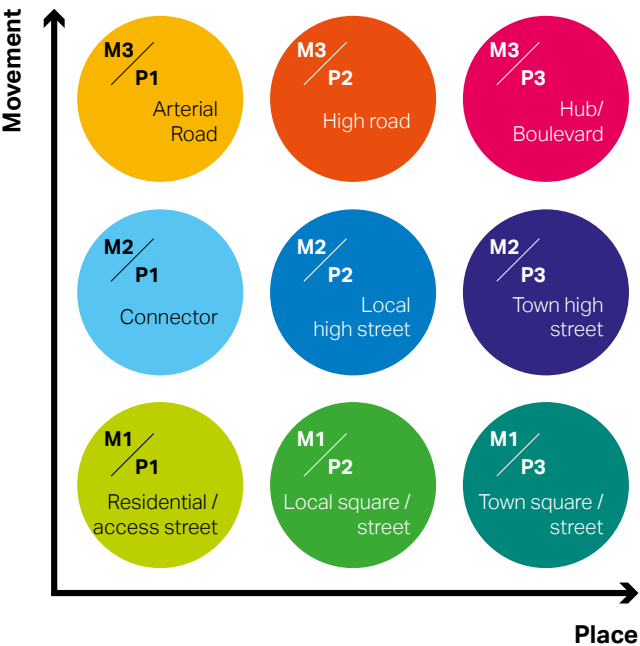 Movement
M3
P1
Arterial
Road
M3
P2
High road
M3
P3
Hub/
Boulevard
M2
P1
Connector
M2
P2
Local
high street
M2
P3
Town high
street
M1
P1
Residential /
access street
M1
P2
Local square /
street
M1
P3
Town square /
street
Place